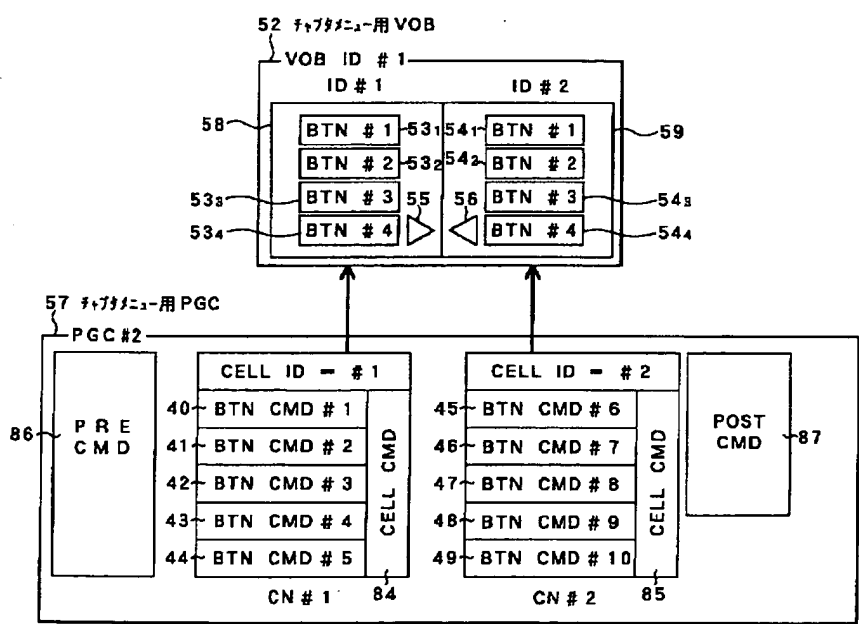 52 チャプタメニュー用VOB
VOB ID #1
ID #1 ID #2
58 BTN #1 53₁ 54₁ BTN #1 59
BTN #2 53₂ 54₂ BTN #2
53₃ BTN #3 55 56 BTN #3 54₃
53₄ BTN #4 BTN #4 54₄
57 チャプタメニュー用PGC
PGC #2
CELL ID - #1 CELL ID - #2
86 PRE CMD 40 BTN CMD #1 45 BTN CMD #6 POST CMD 87
41 BTN CMD #2 46 BTN CMD #7
42 BTN CMD #3 CELL CMD 47 BTN CMD #8 CELL CMD
43 BTN CMD #4 48 BTN CMD #9
44 BTN CMD #5 49 BTN CMD #10
CN #1 84 CN #2 85